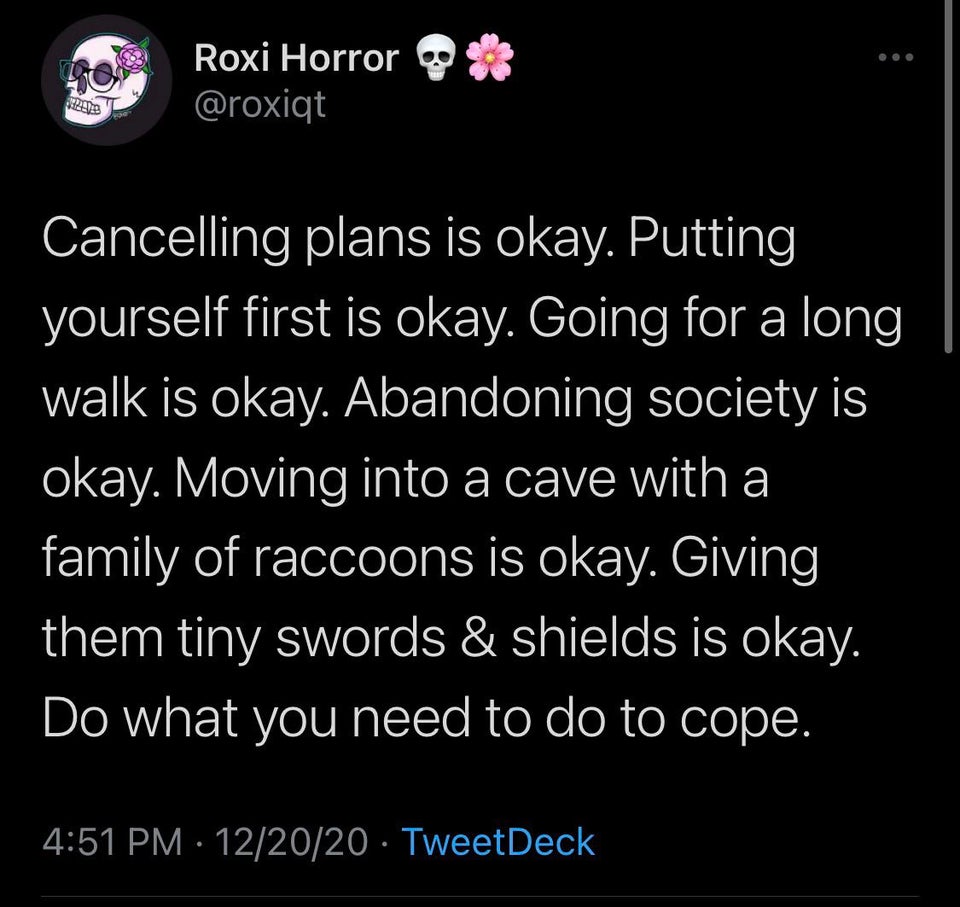 Roxi Horror 💀🌸
@roxiqt
Cancelling plans is okay. Putting
yourself first is okay. Going for a long
walk is okay. Abandoning society is
okay. Moving into a cave with a
family of raccoons is okay. Giving
them tiny swords & shields is okay.
Do what you need to do to cope.
4:51 PM · 12/20/20 · TweetDeck